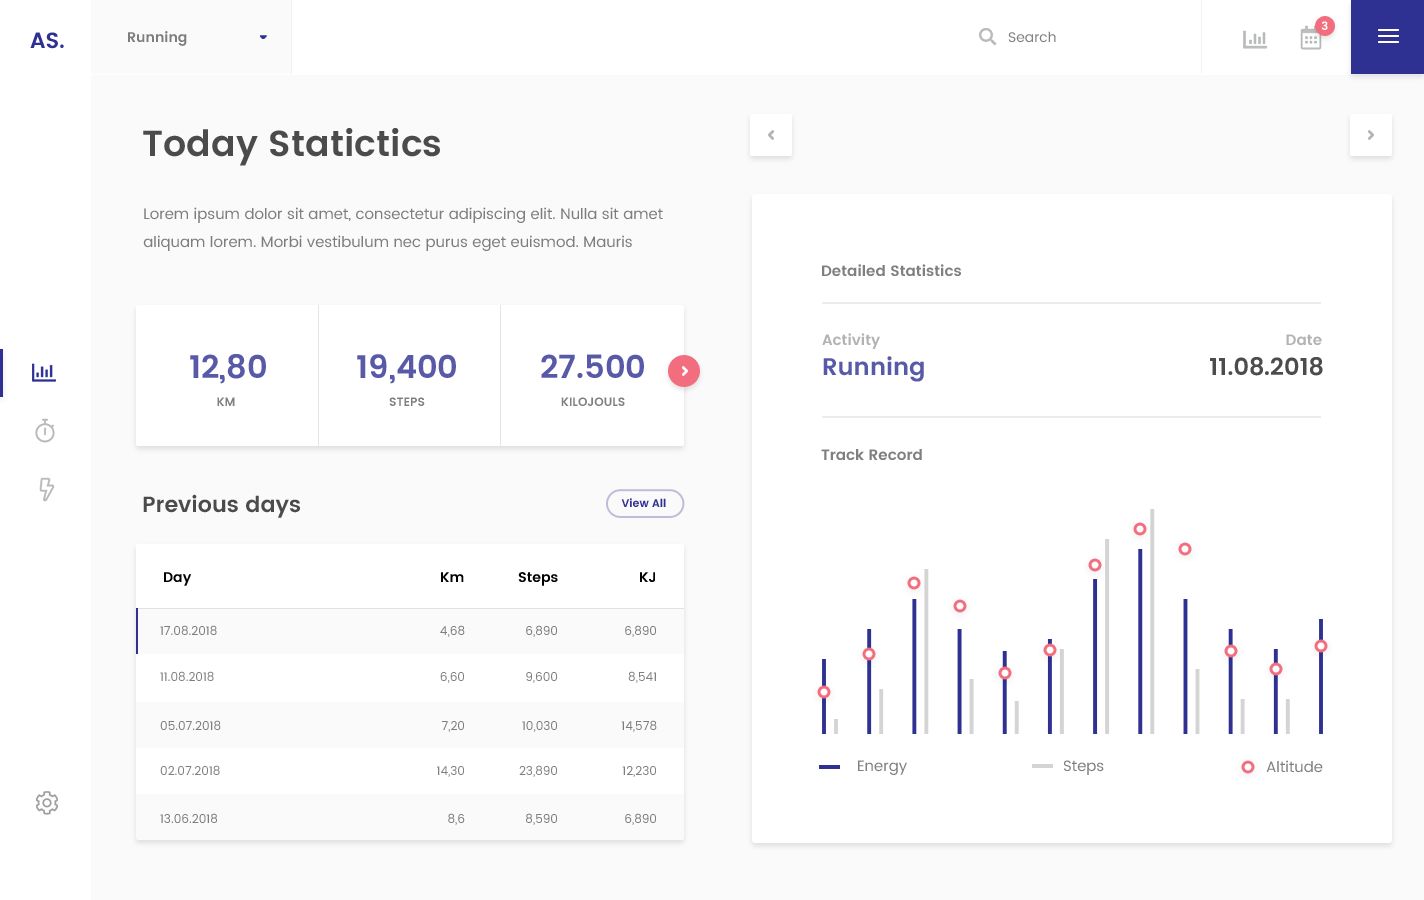 AS.
Running
Search
3
Today Statictics
Lorem ipsum dolor sit amet, consectetur adipiscing elit. Nulla sit amet
aliquam lorem. Morbi vestibulum nec purus eget euismod. Mauris
12,80
KM
19,400
STEPS
27.500
KILOJOULS
Previous days
View All
Day Km Steps KJ
17.08.2018 4,68 6,890 6,890
11.08.2018 6,60 9,600 8,541
05.07.2018 7,20 10,030 14,578
02.07.2018 14,30 23,890 12,230
13.06.2018 8,6 8,590 6,890
Detailed Statistics
Activity Date
Running 11.08.2018
Track Record
Energy Steps Altitude